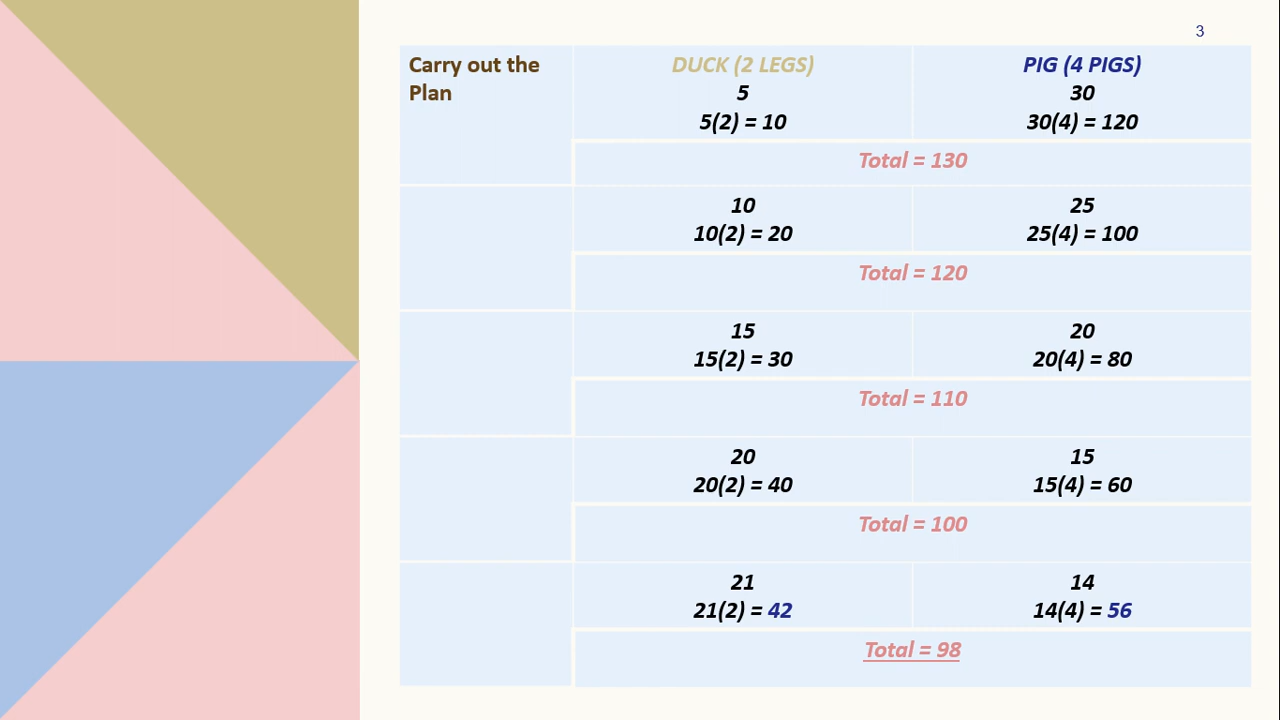 3
Carry out the
Plan
DUCK (2 LEGS)
5
5(2) = 10
PIG (4 PIGS)
30
30(4) = 120
Total = 130
10
10(2) = 20
25
25(4) = 100
Total = 120
15
15(2) = 30
20
20(4) = 80
Total = 110
20
20(2) = 40
15
15(4) = 60
Total = 100
21
21(2) = 42
14
14(4) = 56
Total = 98